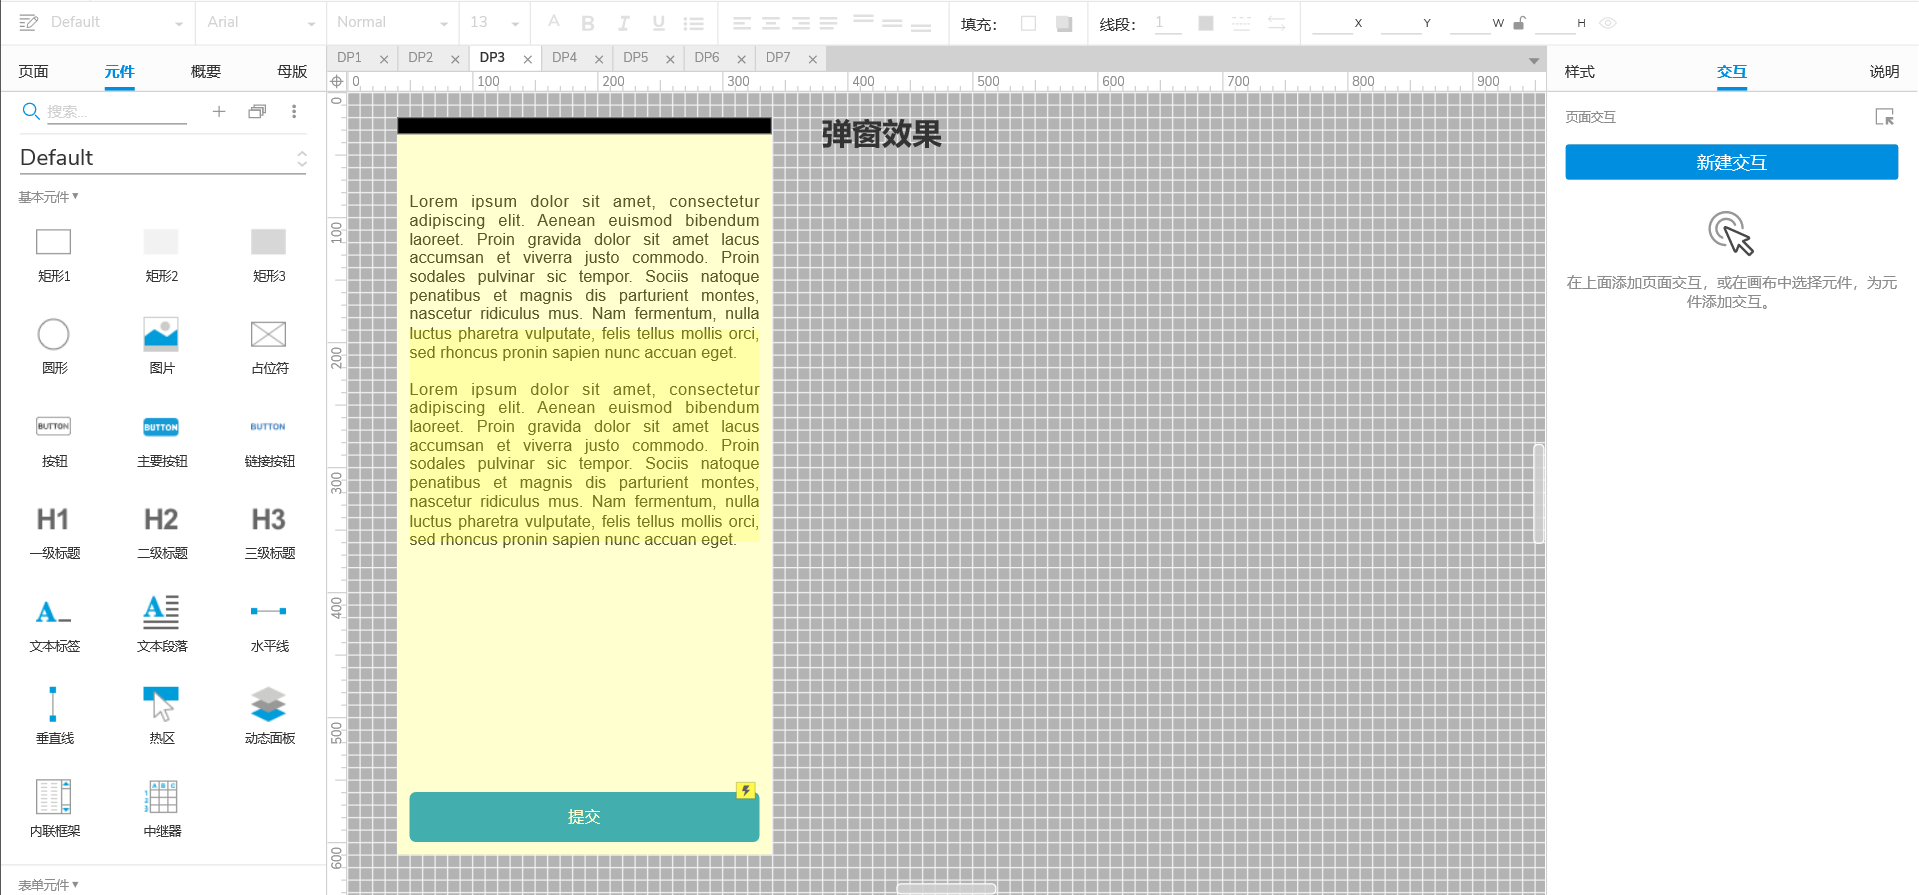 Default
Arial
Normal
13
A B I U
填充:
线段:
1
X
Y
W
H
页面
元件
概要
母版
DP1
DP2
DP3
DP4
DP5
DP6
DP7
样式
交互
说明
搜索...
Default
基本元件
矩形1
矩形2
矩形3
圆形
图片
占位符
BUTTON
BUTTON
BUTTON
按钮
主要按钮
链接按钮
H1
H2
H3
一级标题
二级标题
三级标题
A
A
文本标签
文本段落
水平线
垂直线
热区
动态面板
A B C
1
2
3
内联框架
中继器
表单元件
0
100
200
300
400
500
600
700
800
900
0
100
200
300
400
500
600
弹窗效果
Lorem ipsum dolor sit amet, consectetur
adipiscing elit. Aenean euismod bibendum
laoreet. Proin gravida dolor sit amet lacus
accumsan et viverra justo commodo. Proin
sodales pulvinar sic tempor. Sociis natoque
penatibus et magnis dis parturient montes,
nascetur ridiculus mus. Nam fermentum, nulla
luctus pharetra vulputate, felis tellus mollis orci,
sed rhoncus pronin sapien nunc accuan eget.
Lorem ipsum dolor sit amet, consectetur
adipiscing elit. Aenean euismod bibendum
laoreet. Proin gravida dolor sit amet lacus
accumsan et viverra justo commodo. Proin
sodales pulvinar sic tempor. Sociis natoque
penatibus et magnis dis parturient montes,
nascetur ridiculus mus. Nam fermentum, nulla
luctus pharetra vulputate, felis tellus mollis orci,
sed rhoncus pronin sapien nunc accuan eget.
提交
页面交互
新建交互
在上面添加页面交互，或在画布中选择元件，为元
件添加交互。